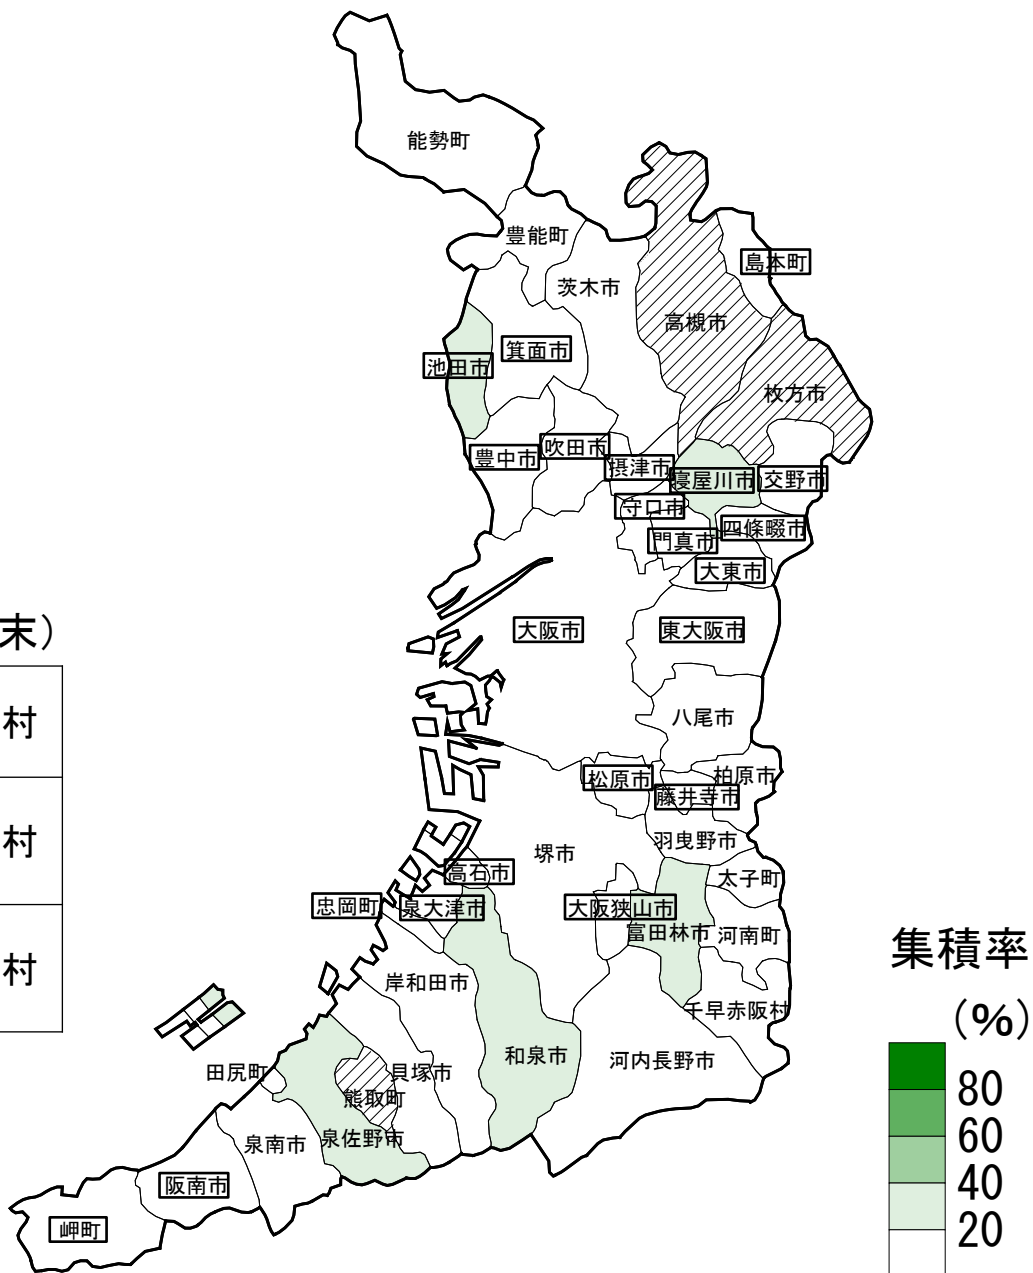 能勢町
豊能町
島本町
茨木市
高槻市
箕面市
池田市
枚方市
吹田市
豊中市
摂津市
寝屋川市
交野市
守口市
四條畷市
門真市
大東市
末)
大阪市
東大阪市
村
八尾市
松原市
柏原市
藤井寺市
村
羽曳野市
堺市
高石市
太子町
忠岡町
泉大津市
大阪狭山市
富田林市
河南町
集積率
村
岸和田市
千早赤阪村
(%)
和泉市
河内長野市
田尻町
貝塚市
熊取町
80
泉南市
泉佐野市
60
阪南市
40
岬町
20